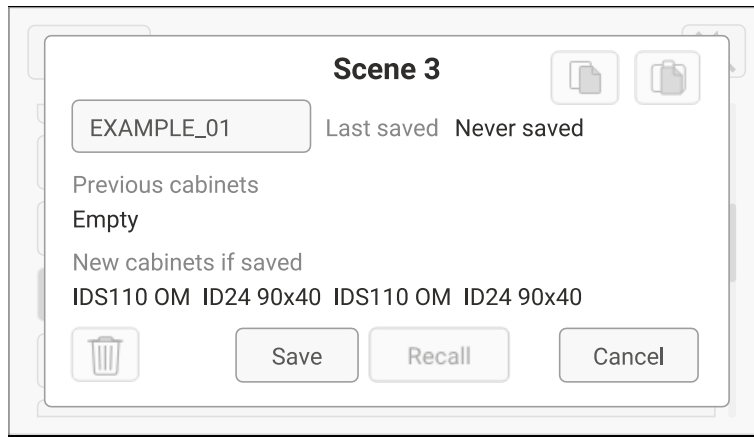 Scene 3
EXAMPLE_01 Last saved Never saved
Previous cabinets
Empty
New cabinets if saved
IDS110 OM ID24 90x40 IDS110 OM ID24 90x40
Save Recall Cancel